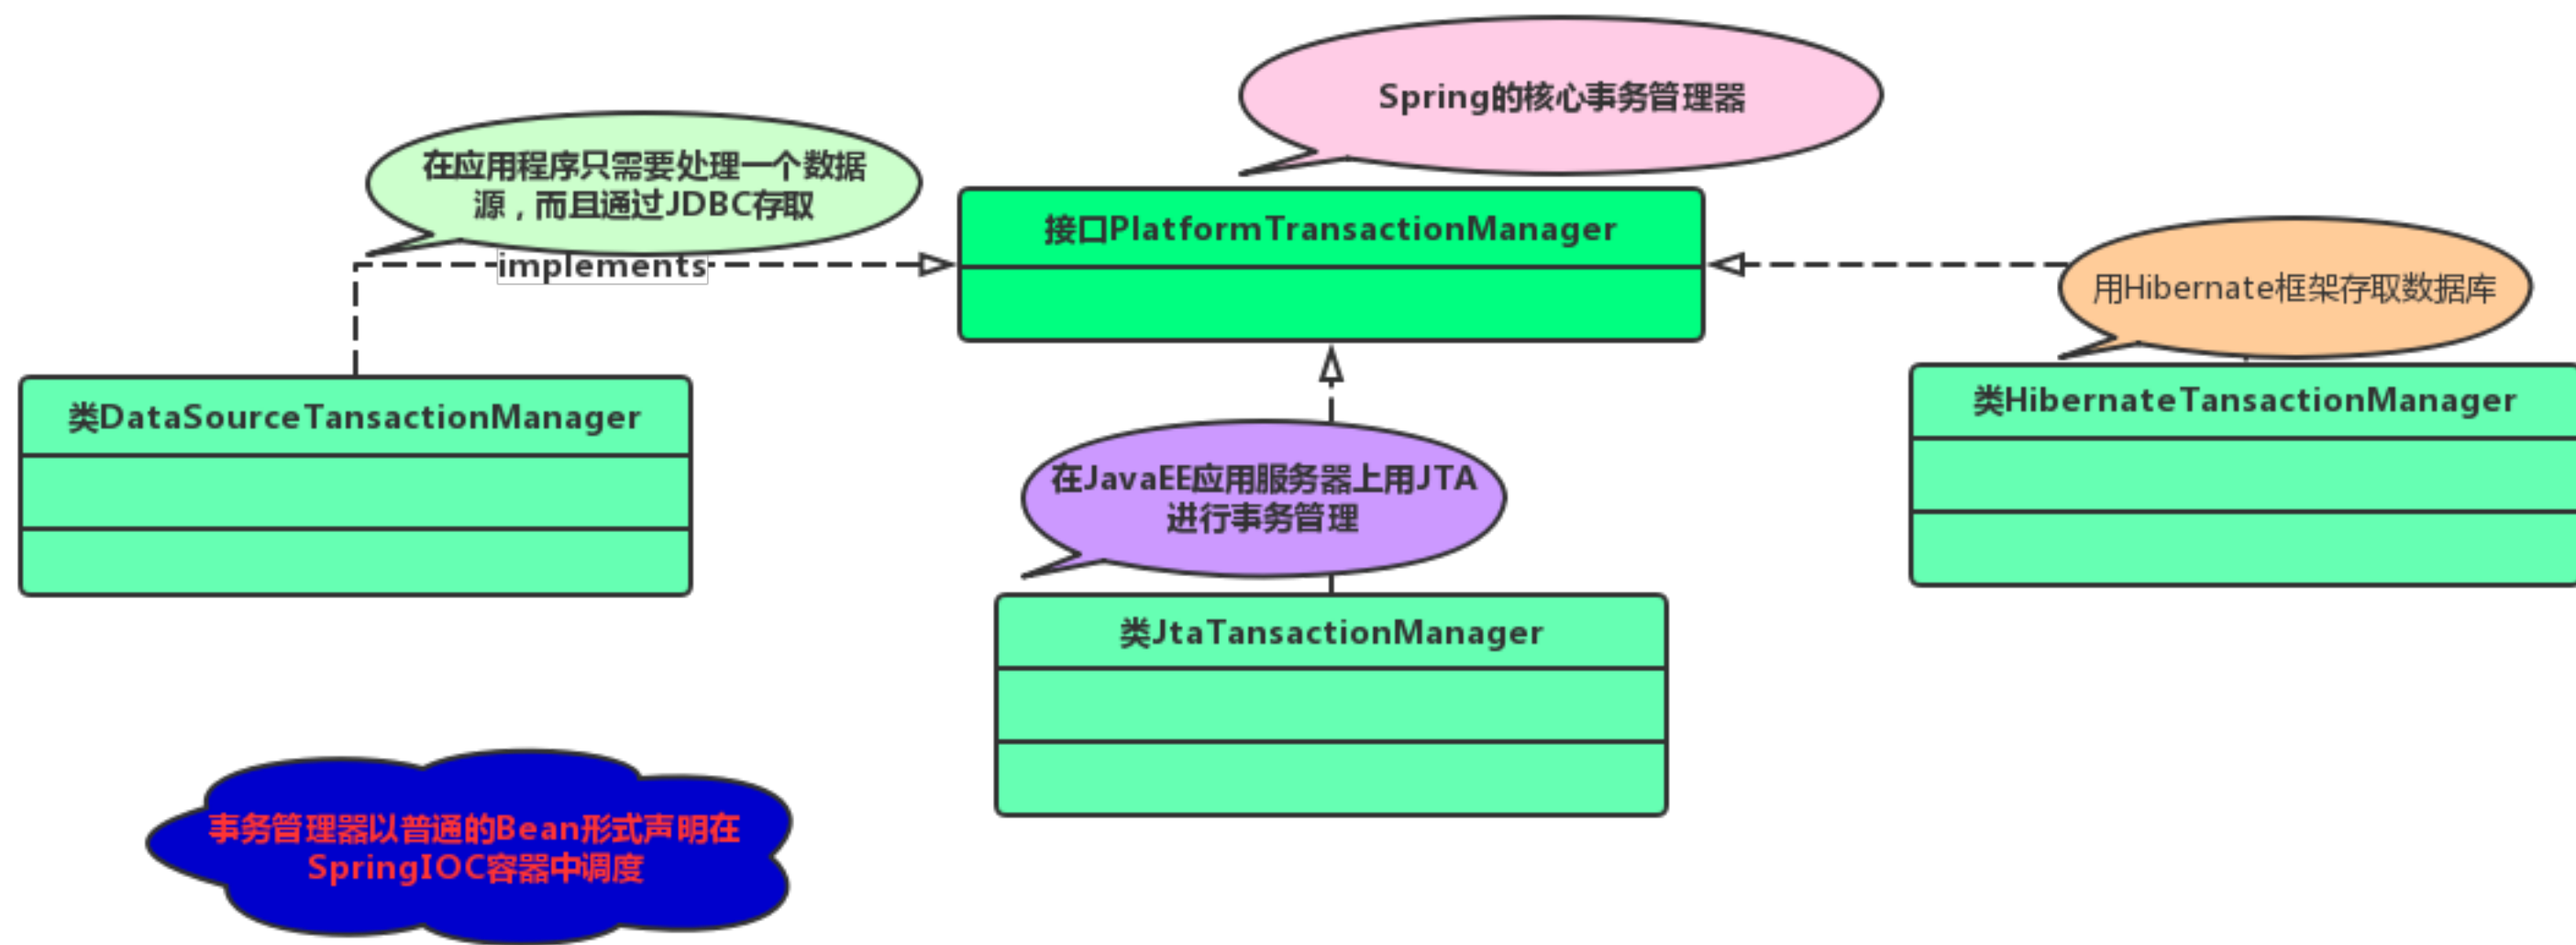 Spring的核心事务管理器
在应用程序只需要处理一个数据
源，而且通过JDBC存取
接口PlatformTransactionManager
implements
用Hibernate框架存取数据库
类DataSourceTansactionManager
类HibernateTansactionManager
在JavaEE应用服务器上用JTA
进行事务管理
类JtaTansactionManager
事务管理器以普通的Bean形式声明在
SpringIOC容器中调度